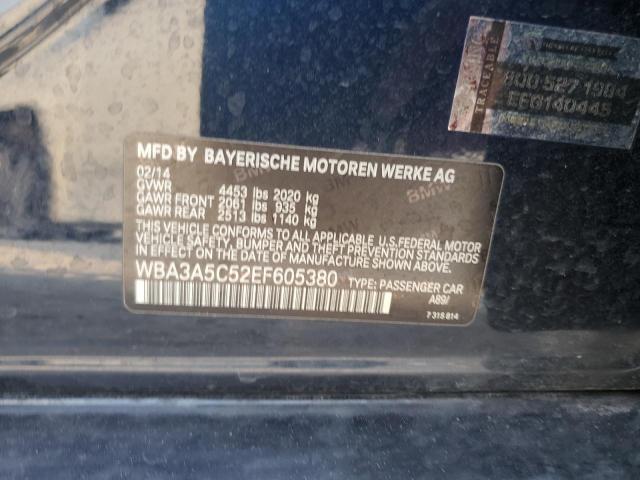 TRACEABLE
800 527 1984
EEG140445
MFD BY BAYERISCHE MOTOREN WERKE AG
02/14
GVWR 4453 lbs 2020 kg
GAWR FRONT 2061 lbs 935 kg
GAWR REAR 2513 lbs 1140 kg
THIS VEHICLE CONFORMS TO ALL APPLICABLE U.S.FEDERAL MOTOR
VEHICLE SAFETY, BUMPER AND THEFT PREVENTION STANDARDS
IN EFFECT ON THE DATE OF MANUFACTURE SHOWN ABOVE.
WBA3A5C52EF605380 TYPE: PASSENGER CAR
A89/
7 318 814